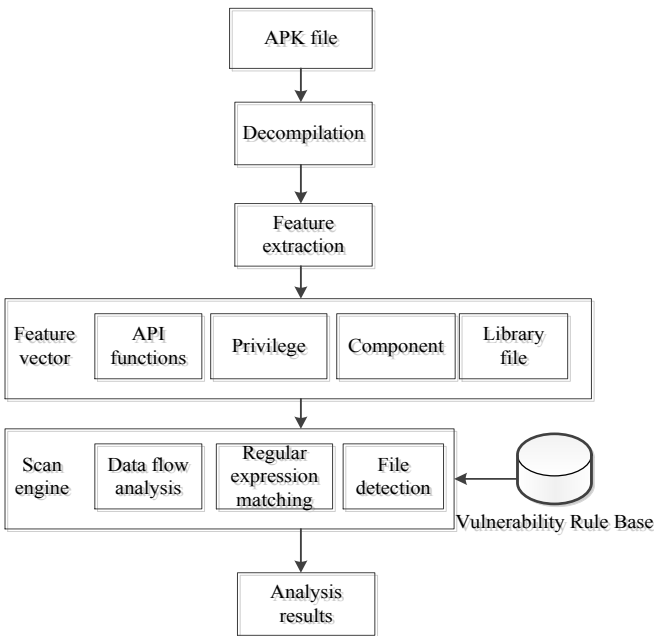 APK file
Decompilation
Feature
extraction
Feature
vector
API
functions
Privilege
Component
Library
file
Scan
engine
Data flow
analysis
Regular
expression
matching
File
detection
Vulnerability Rule Base
Analysis
results